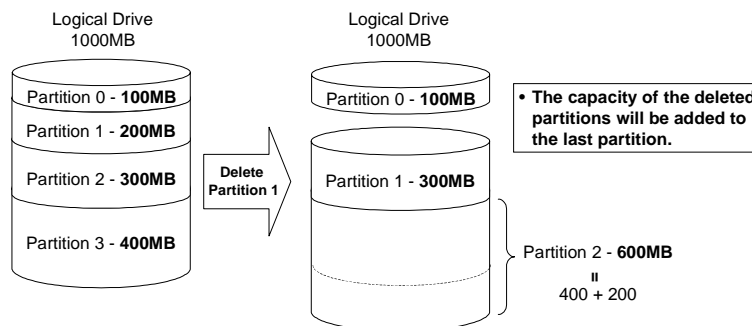 Logical Drive
1000MB
Partition 0 - 100MB
Partition 1 - 200MB
Partition 2 - 300MB
Partition 3 - 400MB
Delete
Partition 1
Logical Drive
1000MB
Partition 0 - 100MB
Partition 1 - 300MB
Partition 2 - 600MB
=
400 + 200
• The capacity of the deleted
partitions will be added to
the last partition.